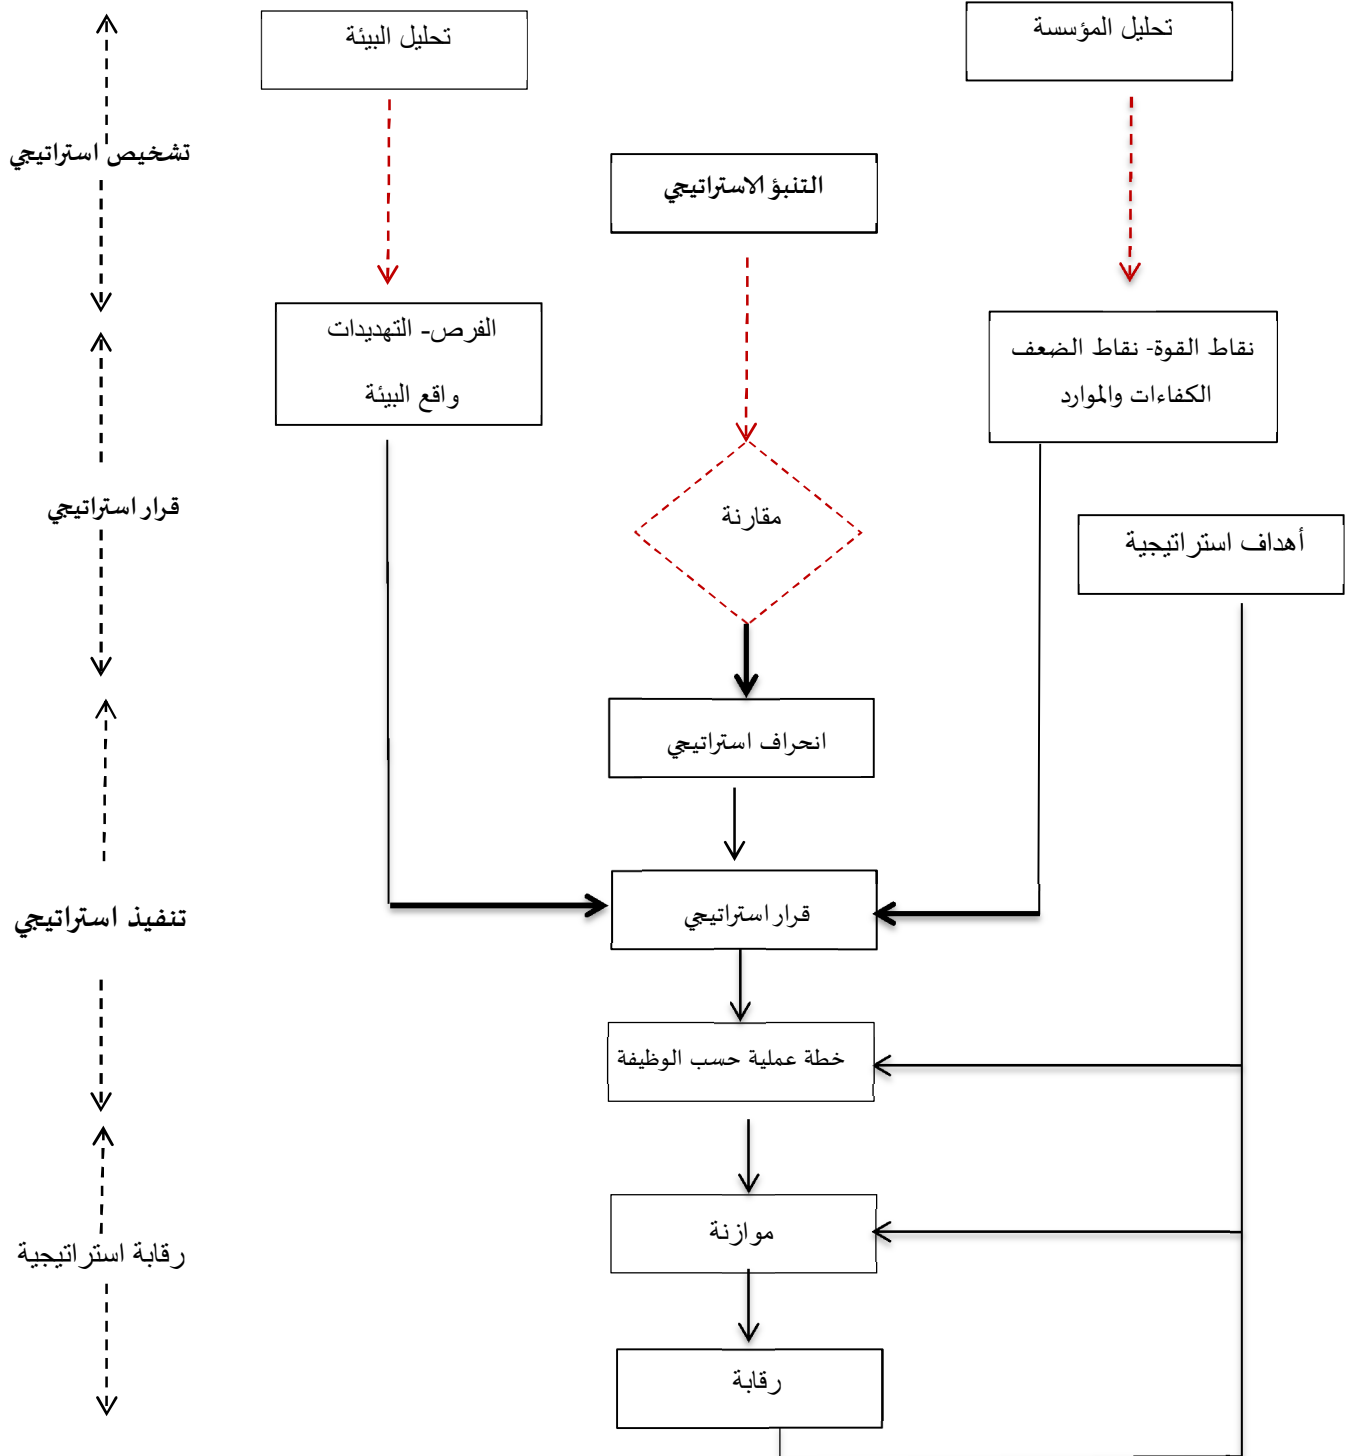 تحليل المؤسسة
تحليل البيئة
تشخيص استراتيجي
التنبؤ الاستراتيجي
نقاط القوة- نقاط الضعف
الكفاءات والموارد
الفرص- التهديدات
واقع البيئة
قرار استراتيجي
مقارنة
أهداف استراتيجية
انحراف استراتيجي
تنفيذ استراتيجي
قرار استراتيجي
خطة عملية حسب الوظيفة
موازنة
رقابة استراتيجية
رقابة